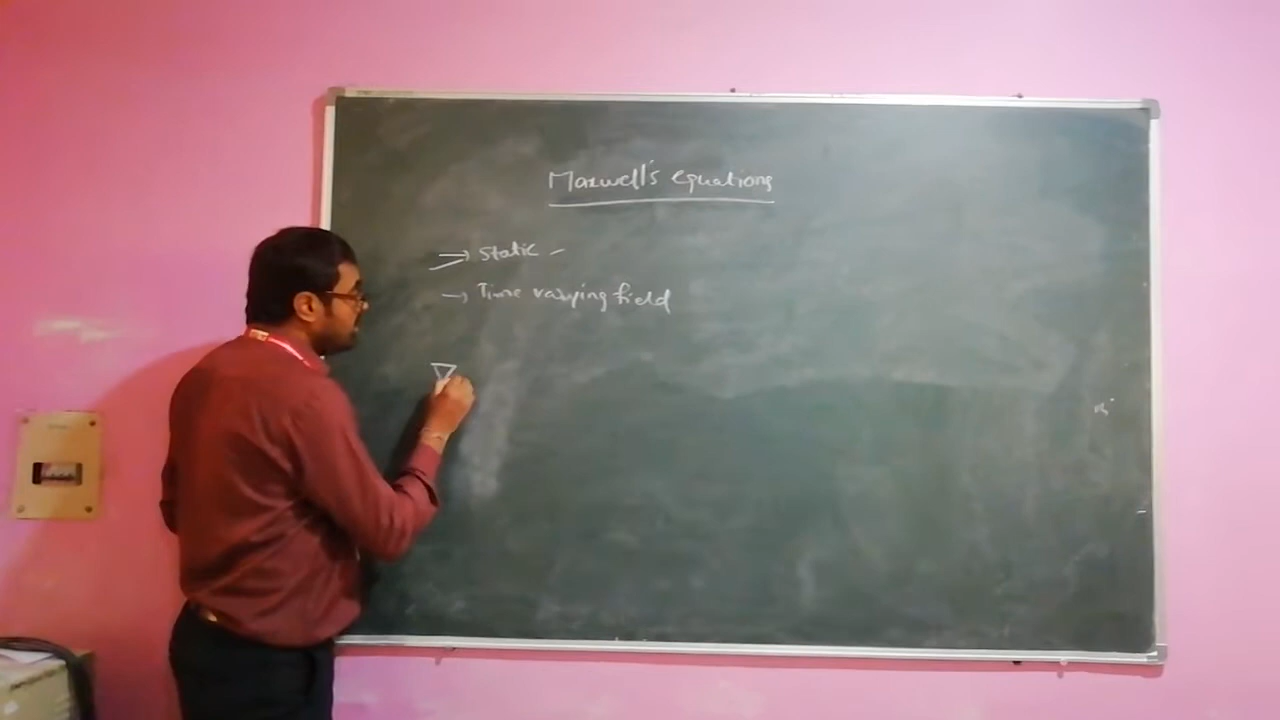 Maxwell's equations
→ Static -
→ Time varying field
∇